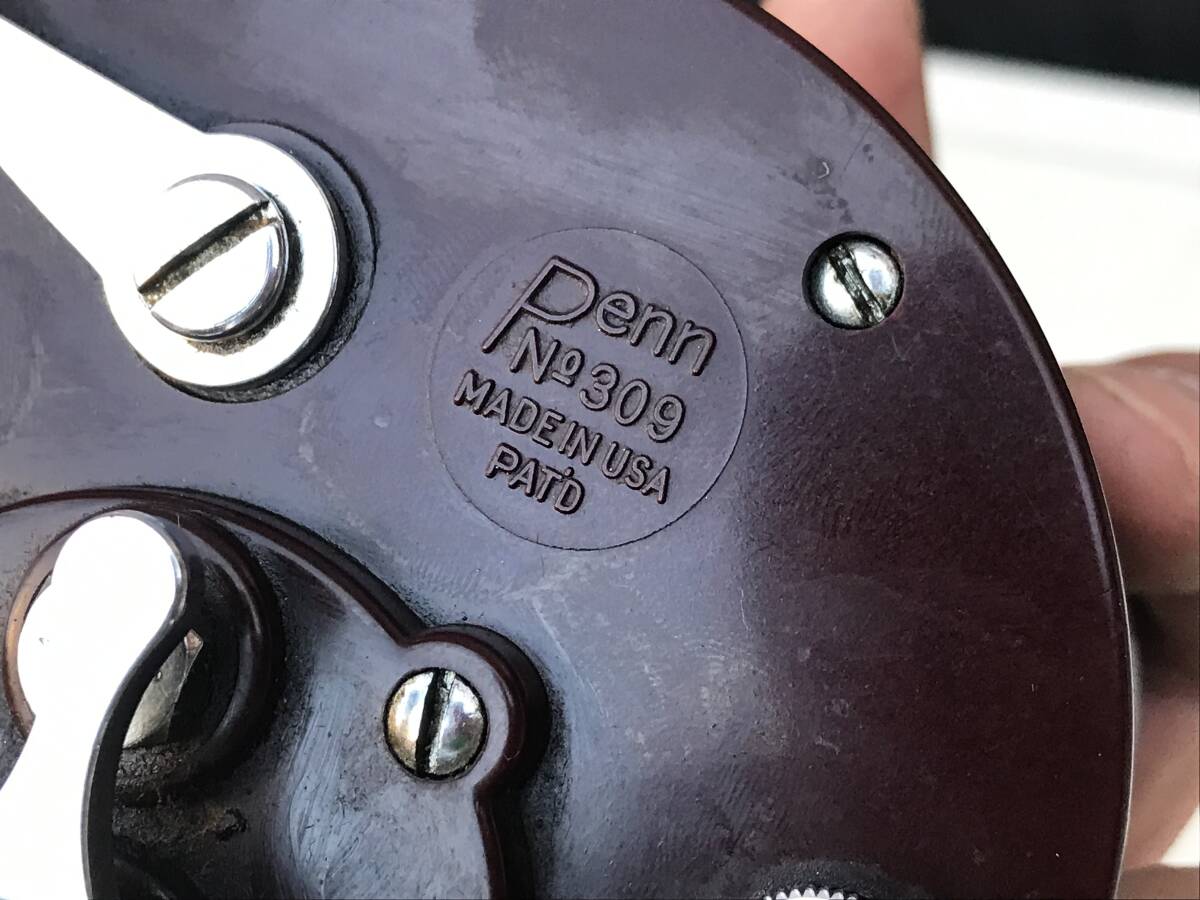 Penn
Nº 309
MADE IN USA
PAT'D